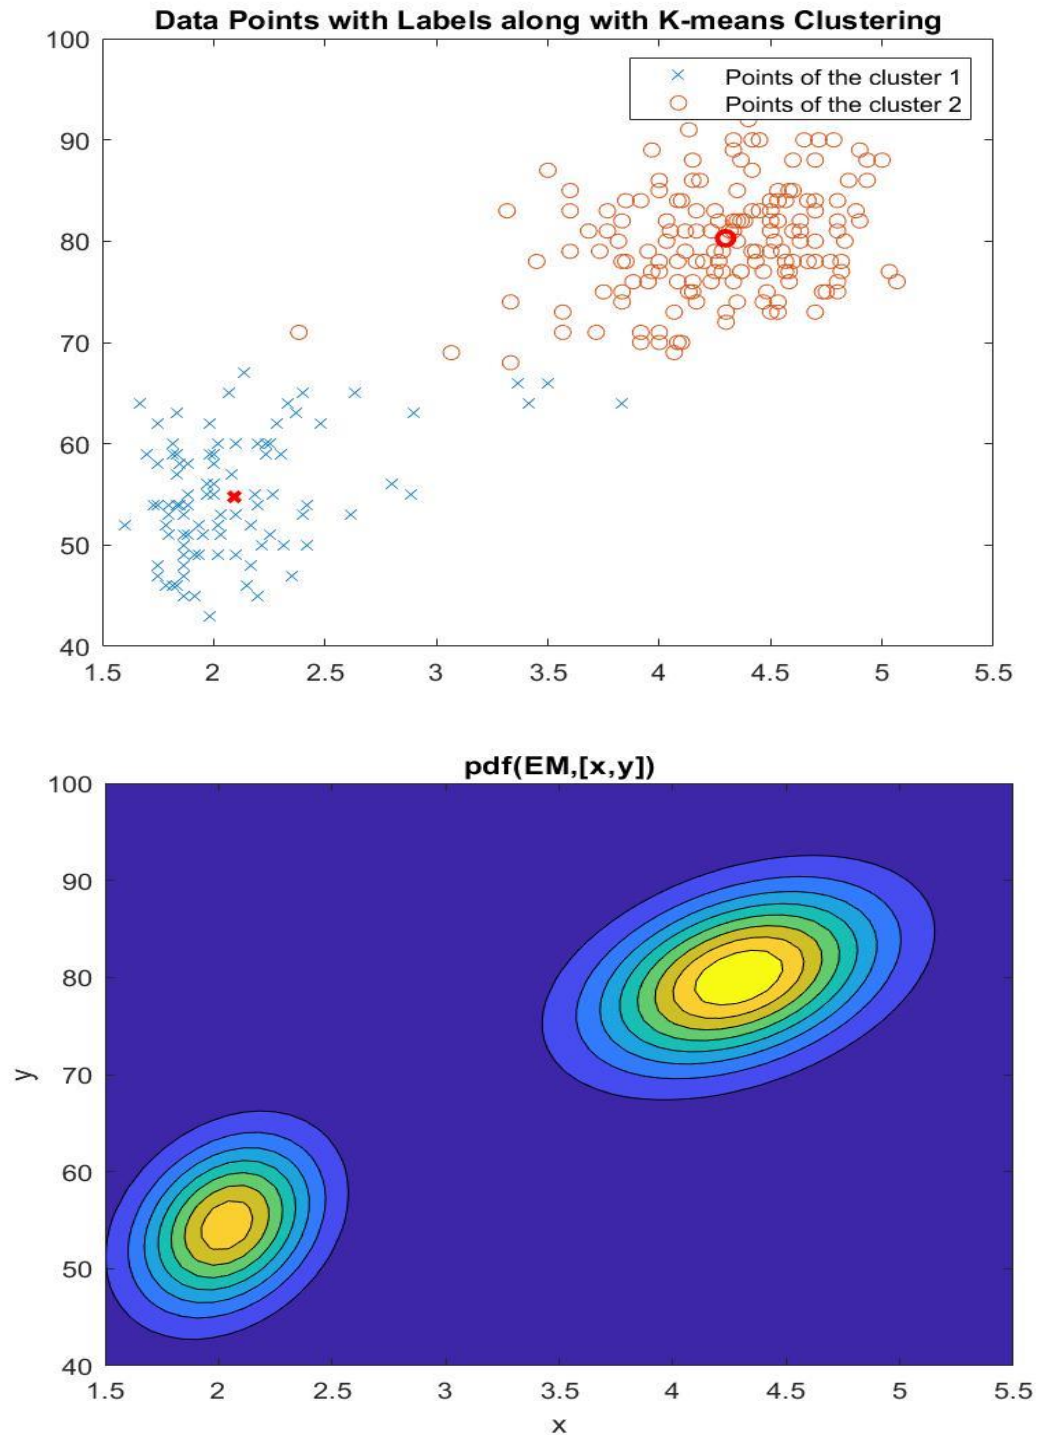 Data Points with Labels along with K-means Clustering
100
90
80
70
60
50
40
1.5 2 2.5 3 3.5 4 4.5 5 5.5
Points of the cluster 1
Points of the cluster 2
pdf(EM,[x,y])
100
90
80
70
60
50
40
y
1.5 2 2.5 3 3.5 4 4.5 5 5.5
x